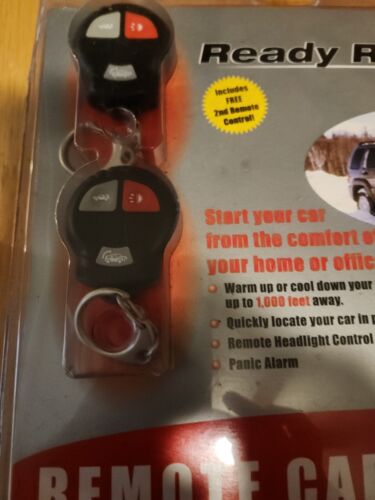 Ready R
Includes
FREE
2nd Remote
Control!
Start your car
from the comfort of
your home or offic
Warm up or cool down your
up to 1,000 feet away.
Quickly locate your car in p
Remote Headlight Control
Panic Alarm
REMOTE CA